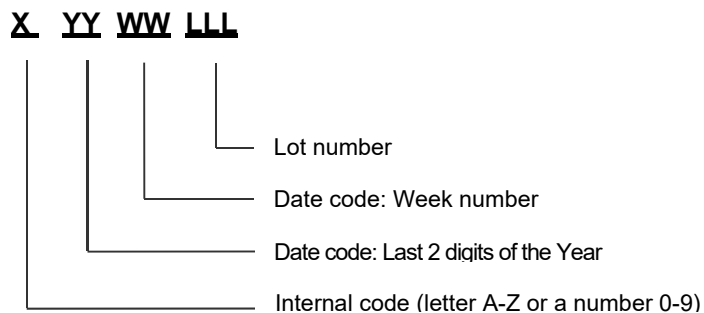 X YY WW LLL
Lot number
Date code: Week number
Date code: Last 2 digits of the Year
Internal code (letter A-Z or a number 0-9)